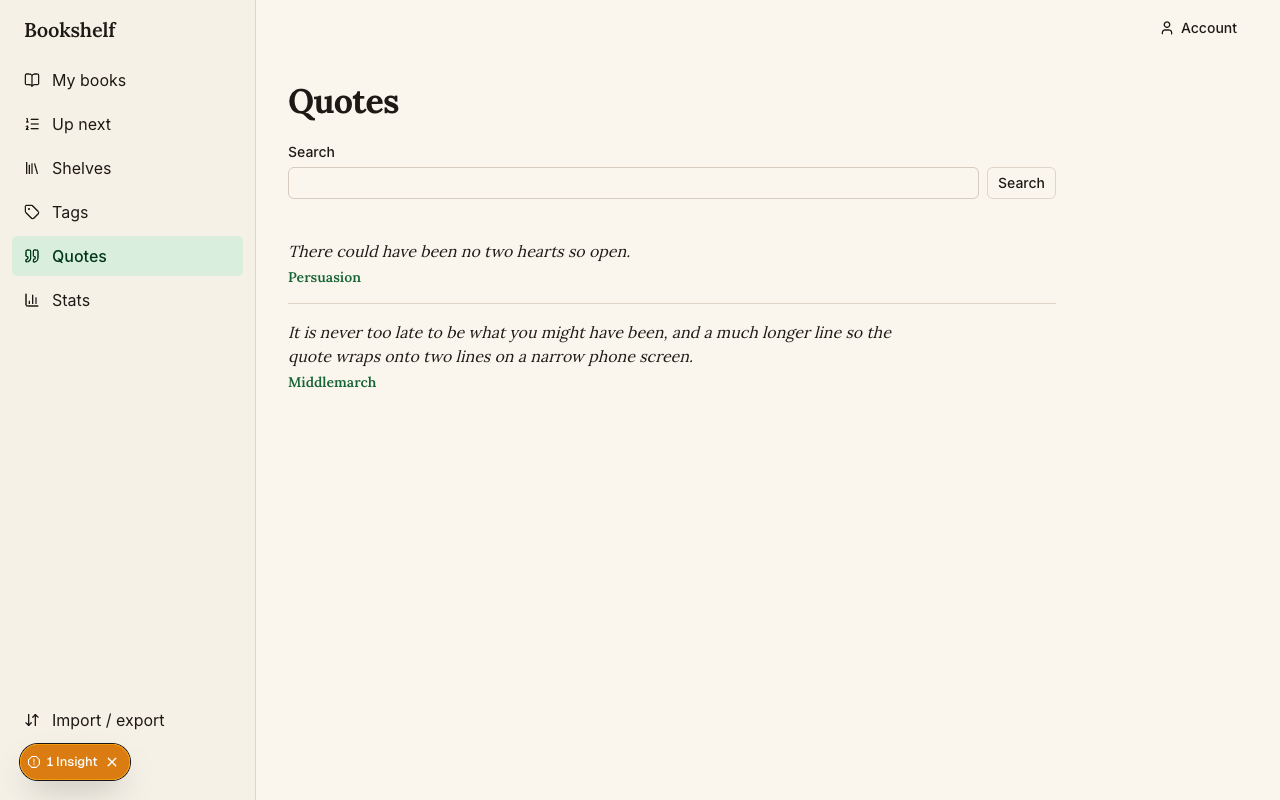 Bookshelf
My books
Up next
Shelves
Tags
Quotes
Stats
Import / export
1 Insight
Account
Quotes
Search
Search
There could have been no two hearts so open.
Persuasion
It is never too late to be what you might have been, and a much longer line so the
quote wraps onto two lines on a narrow phone screen.
Middlemarch